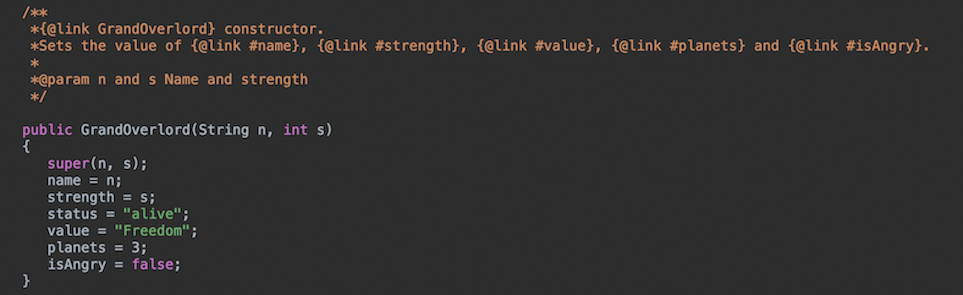 /**
*{@link GrandOverlord} constructor.
*Sets the value of {@link #name}, {@link #strength}, {@link #value}, {@link #planets} and {@link #isAngry}.
*
*@param n and s Name and strength
*/
public GrandOverlord(String n, int s)
{
super(n, s);
name = n;
strength = s;
status = "alive";
value = "Freedom";
planets = 3;
isAngry = false;
}